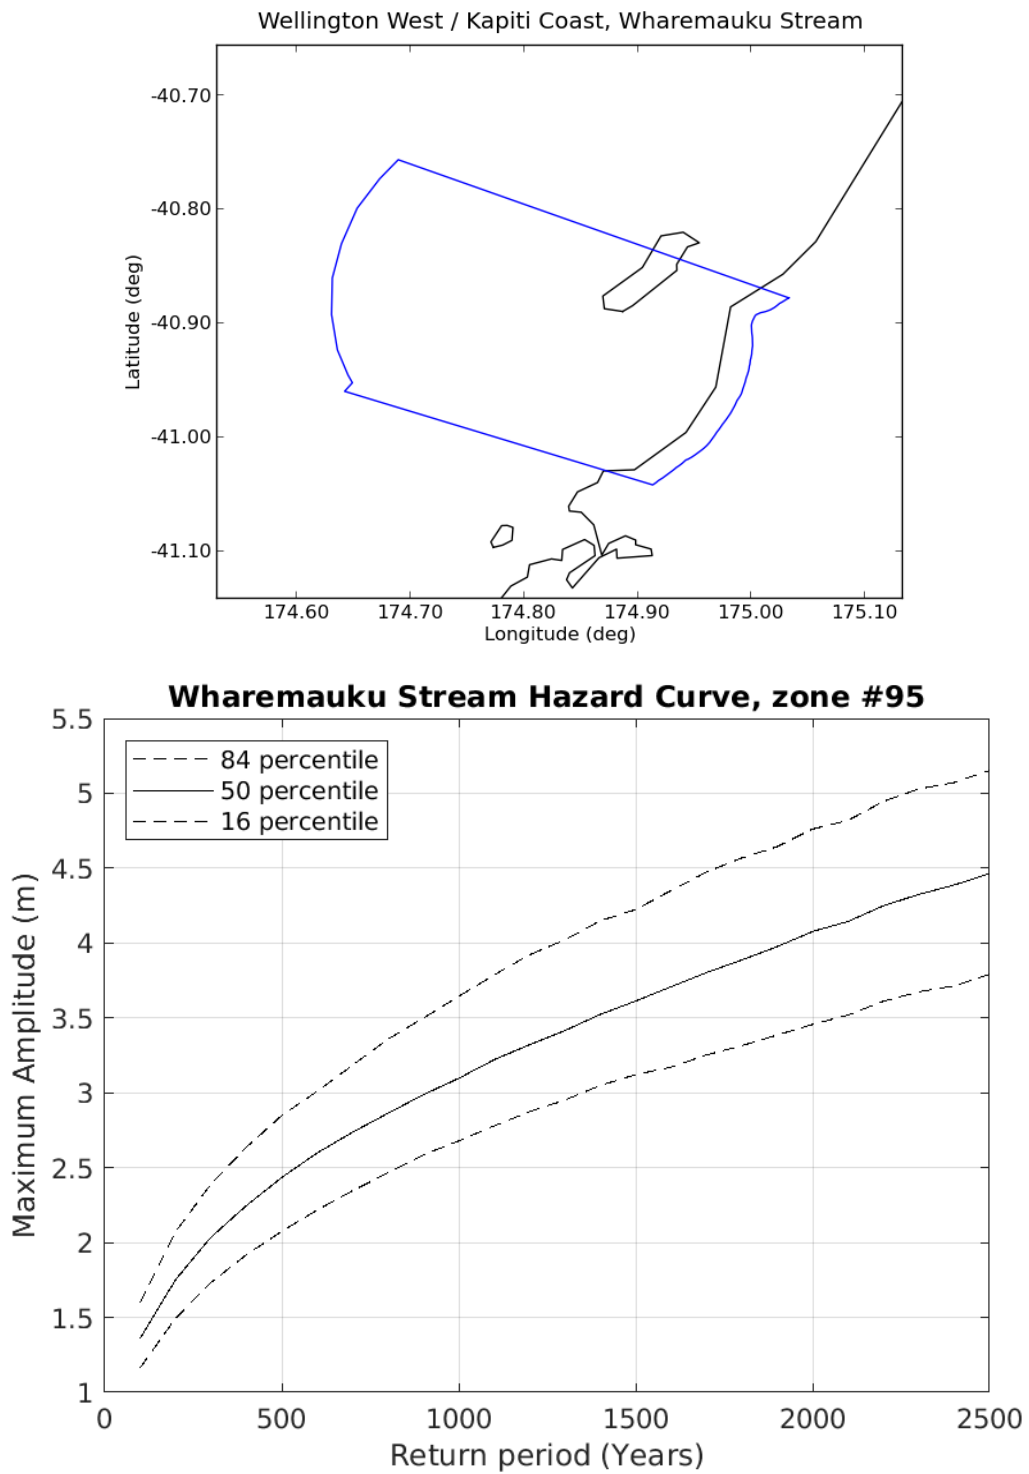 Wellington West / Kapiti Coast, Wharemauku Stream
-40.70
-40.80
-40.90
-41.00
-41.10
Latitude (deg)
174.60 174.70 174.80 174.90 175.00 175.10
Longitude (deg)
Wharemauku Stream Hazard Curve, zone #95
84 percentile
50 percentile
16 percentile
5.5
5
4.5
4
3.5
3
2.5
2
1.5
1
Maximum Amplitude (m)
0 500 1000 1500 2000 2500
Return period (Years)